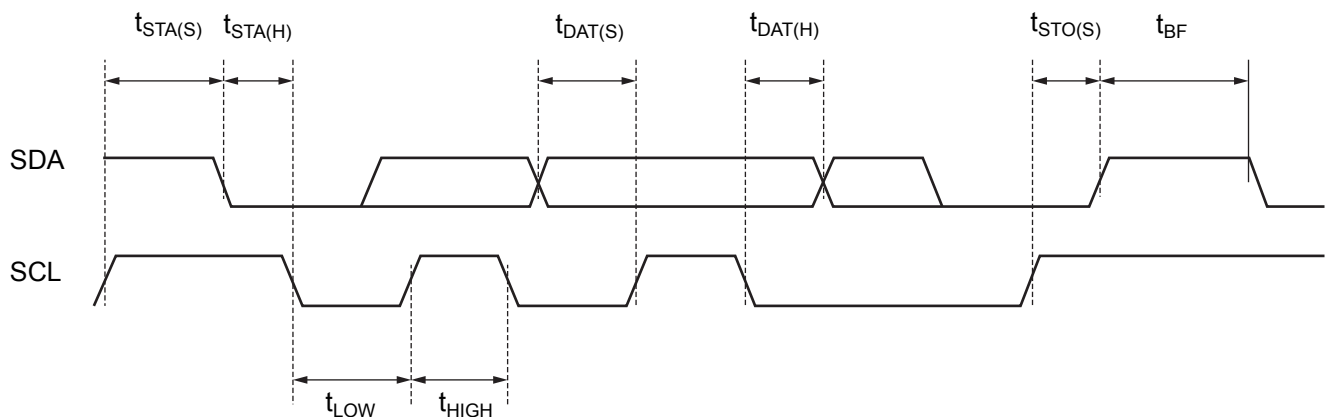 tSTA(S) tSTA(H) tDAT(S) tDAT(H) tSTO(S) tBF
SDA
SCL
tLOW tHIGH